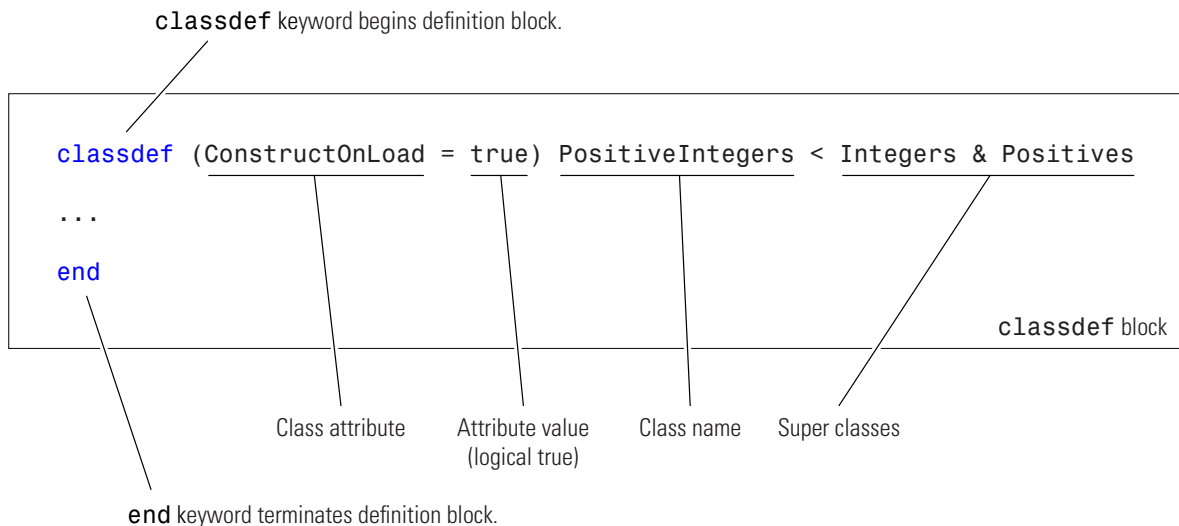 classdef keyword begins definition block.
classdef (ConstructOnLoad = true) PositiveIntegers < Integers & Positives
...
end
classdef block
Class attribute
Attribute value
(logical true)
Class name
Super classes
end keyword terminates definition block.